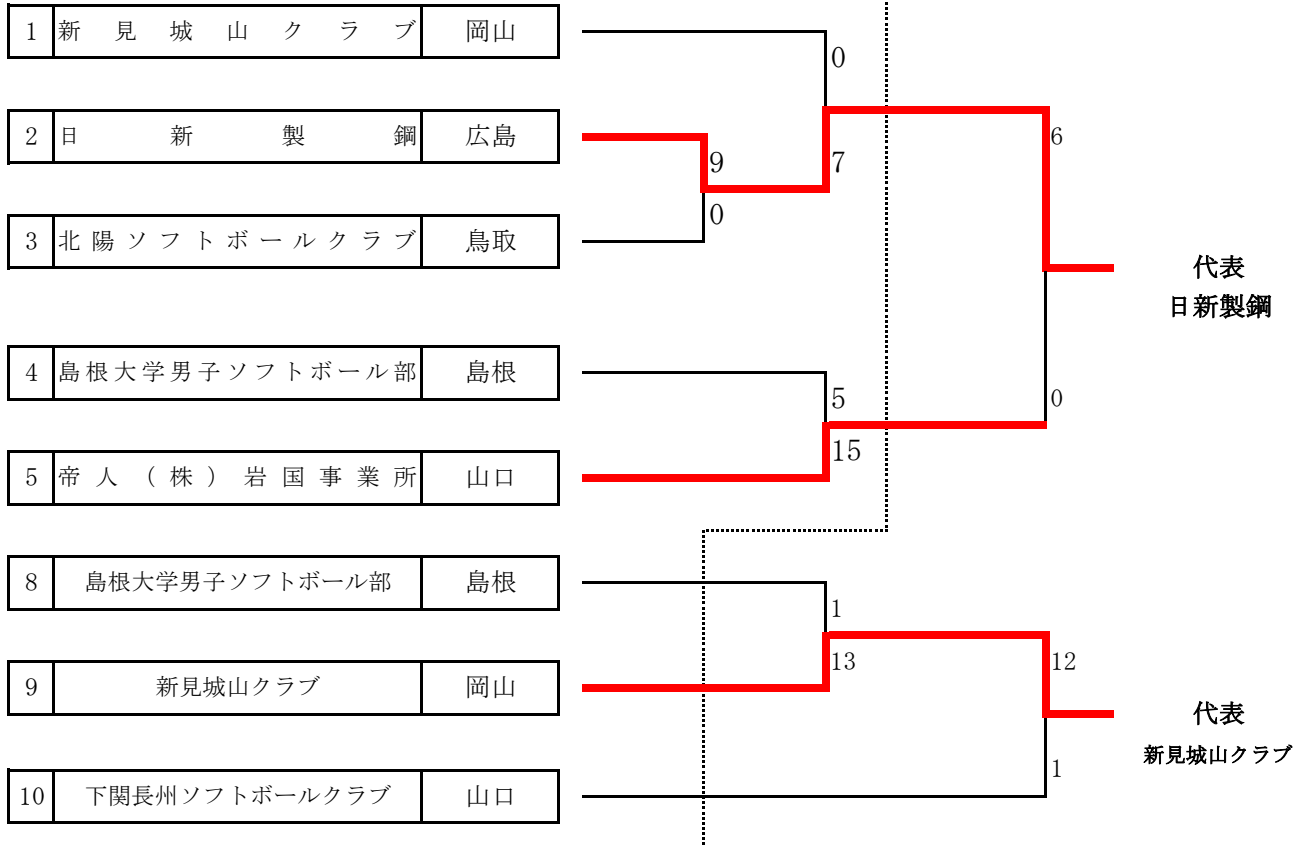 1 新見城山クラブ 岡山
0
2 日新製鋼 広島
6
9
7
0
3 北陽ソフトボールクラブ 鳥取
代表
日新製鋼
4 島根大学男子ソフトボール部 島根
5
0
15
5 帝人（株）岩国事業所 山口
8 島根大学男子ソフトボール部 島根
1
13
12
9 新見城山クラブ 岡山
代表
新見城山クラブ
1
10 下関長州ソフトボールクラブ 山口